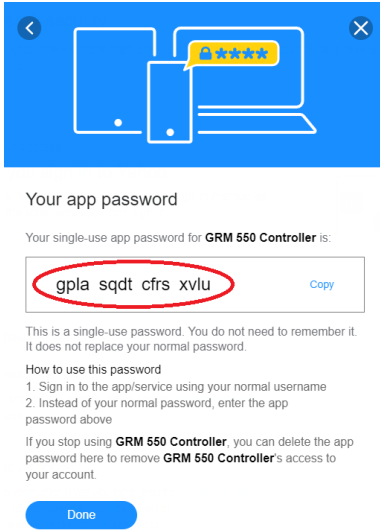 ****
Your app password
Your single-use app password for GRM 550 Controller is:
gpla sqdt cfrs xvlu
Copy
This is a single-use password. You do not need to remember it.
It does not replace your normal password.
How to use this password
1. Sign in to the app/service using your normal username
2. Instead of your normal password, enter the app
password above
If you stop using GRM 550 Controller, you can delete the app
password here to remove GRM 550 Controller's access to
your account.
Done